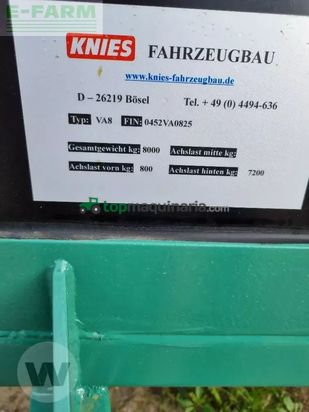 E-FARM
KNIES FAHRZEUGBAU
www.knies-fahrzeugbau.de
D – 26219 Bösel Tel. + 49 (0) 4494-636
Typ: VA8 FIN: 0452VA0825
Gesamtgewicht kg: 8000 Achslast mitte kg:
Achslast vorn kg: 800 Achslast hinten kg: 7200
topmaquinaria.com
W